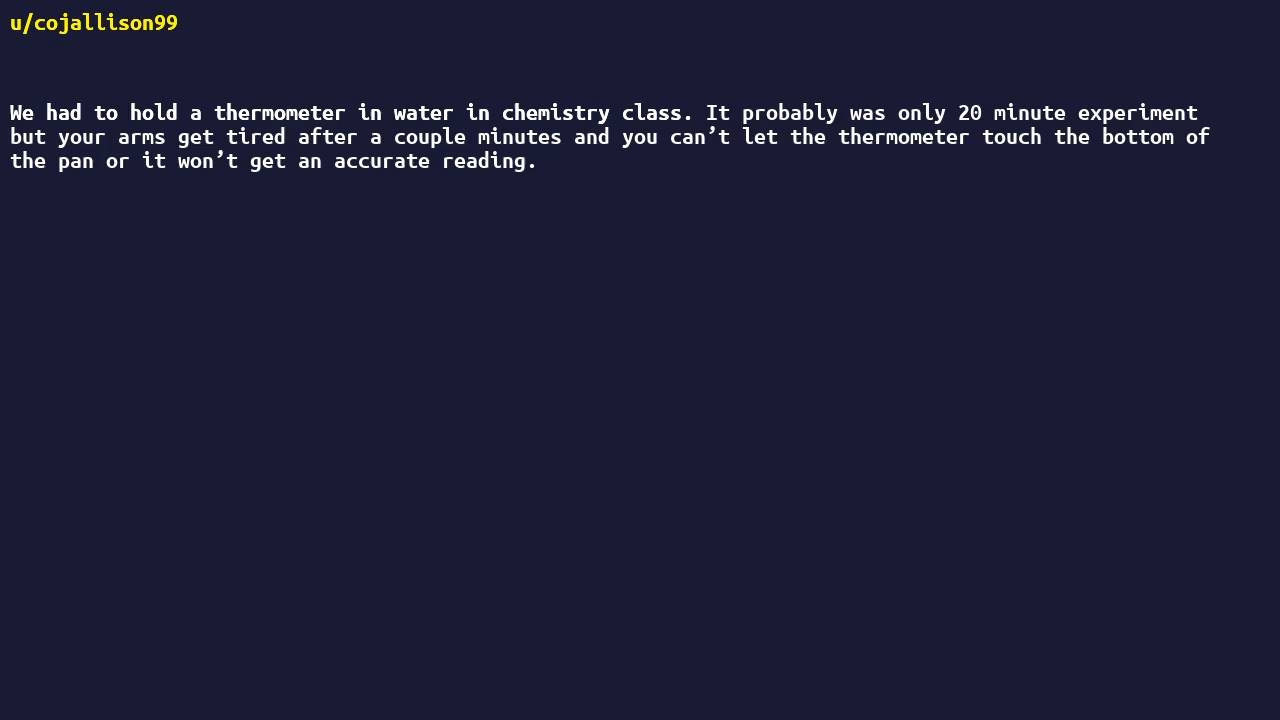 u/cojallison99
We had to hold a thermometer in water in chemistry class. It probably was only 20 minute experiment
but your arms get tired after a couple minutes and you can’t let the thermometer touch the bottom of
the pan or it won’t get an accurate reading.